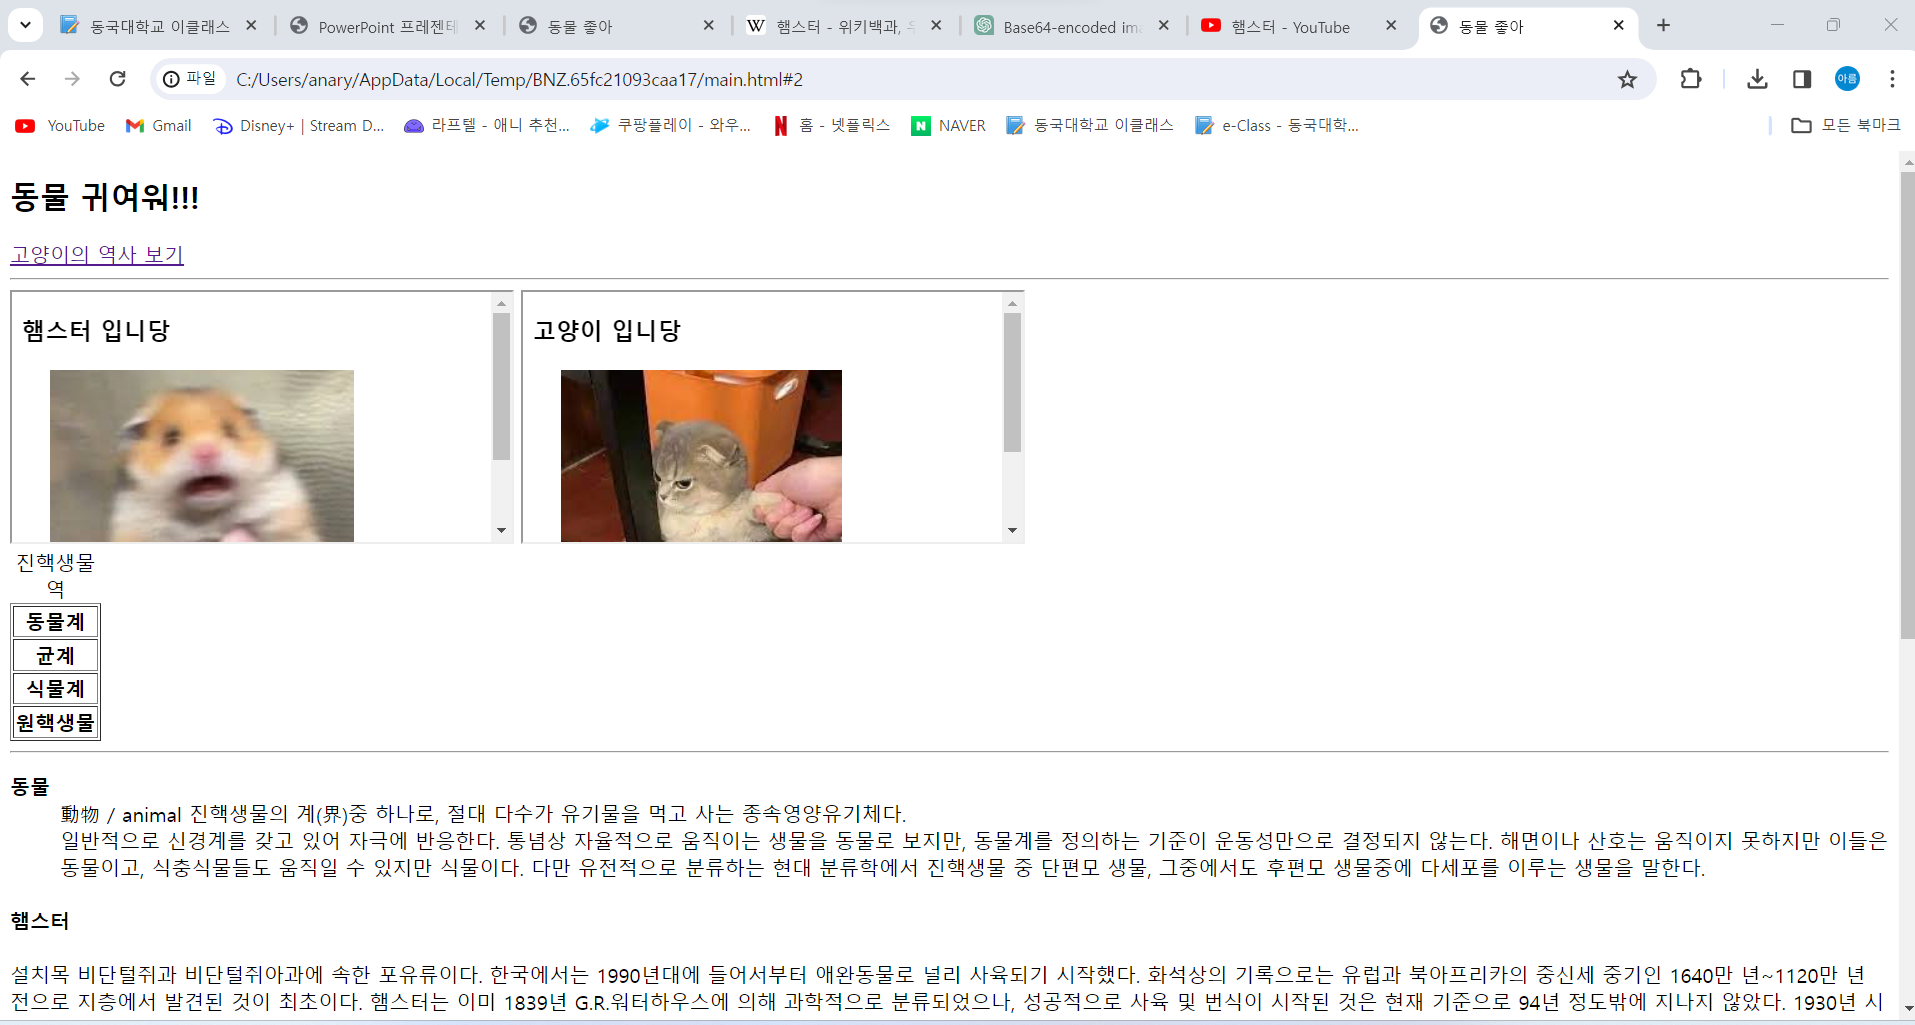 동국대학교 이클래스
PowerPoint 프레젠테
동물 좋아
햄스터 - 위키백과, 우
Base64-encoded ima
햄스터 - YouTube
동물 좋아
파일
C:/Users/anary/AppData/Local/Temp/BNZ.65fc21093caa17/main.html#2
아름
YouTube
Gmail
Disney+ | Stream D...
라프텔 - 애니 추천...
쿠팡플레이 - 와우...
홈 - 넷플릭스
NAVER
동국대학교 이클래스
e-Class - 동국대학...
모든 북마크
동물 귀여워!!!
고양이의 역사 보기
햄스터 입니당
고양이 입니당
진핵생물
역
동물계
균계
식물계
원핵생물
동물
動物 / animal 진핵생물의 계(界)중 하나로, 절대 다수가 유기물을 먹고 사는 종속영양유기체다.
일반적으로 신경계를 갖고 있어 자극에 반응한다. 통념상 자율적으로 움직이는 생물을 동물로 보지만, 동물계를 정의하는 기준이 운동성만으로 결정되지 않는다. 해면이나 산호는 움직이지 못하지만 이들은
동물이고, 식충식물들도 움직일 수 있지만 식물이다. 다만 유전적으로 분류하는 현대 분류학에서 진핵생물 중 단편모 생물, 그중에서도 후편모 생물중에 다세포를 이루는 생물을 말한다.
햄스터
설치목 비단털쥐과 비단털쥐아과에 속한 포유류이다. 한국에서는 1990년대에 들어서부터 애완동물로 널리 사육되기 시작했다. 화석상의 기록으로는 유럽과 북아프리카의 중신세 중기인 1640만 년~1120만 년
전으로 지층에서 발견된 것이 최초이다. 햄스터는 이미 1839년 G.R.워터하우스에 의해 과학적으로 분류되었으나, 성공적으로 사육 및 번식이 시작된 것은 현재 기준으로 94년 정도밖에 지나지 않았다. 1930년 시